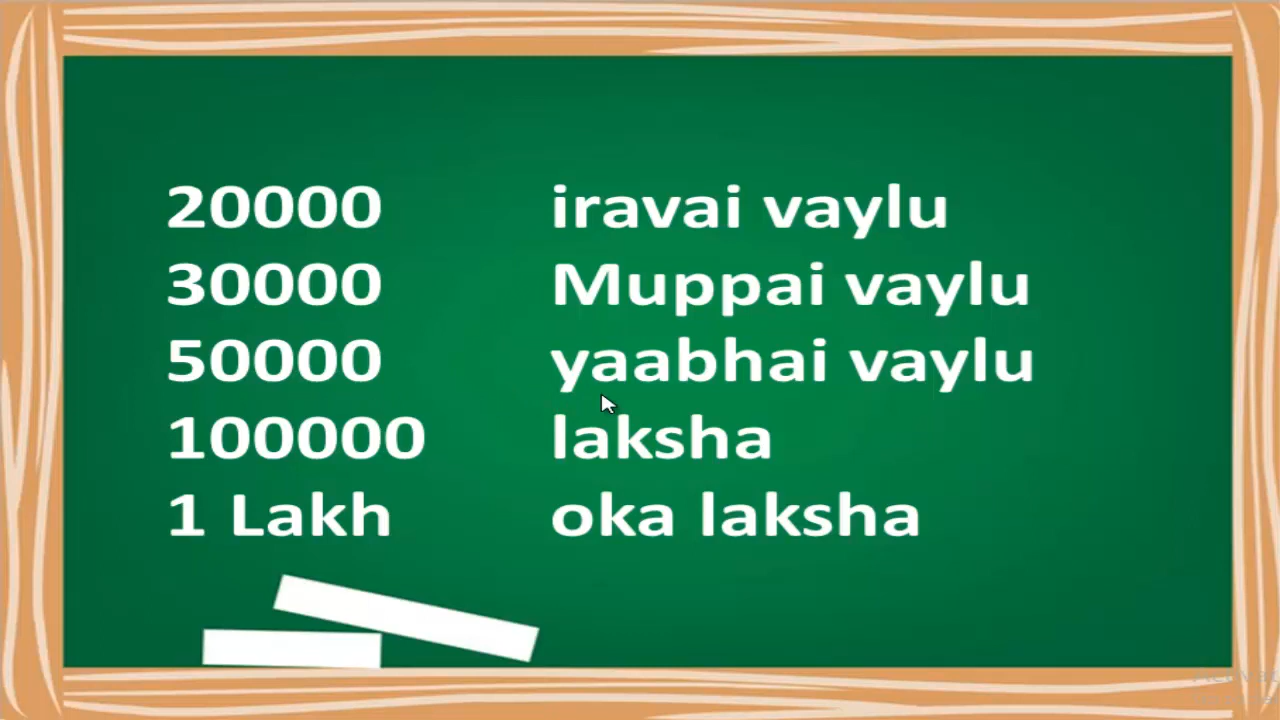 20000 iravai vaylu
30000 Muppai vaylu
50000 yaabhai vaylu
100000 laksha
1 Lakh oka laksha